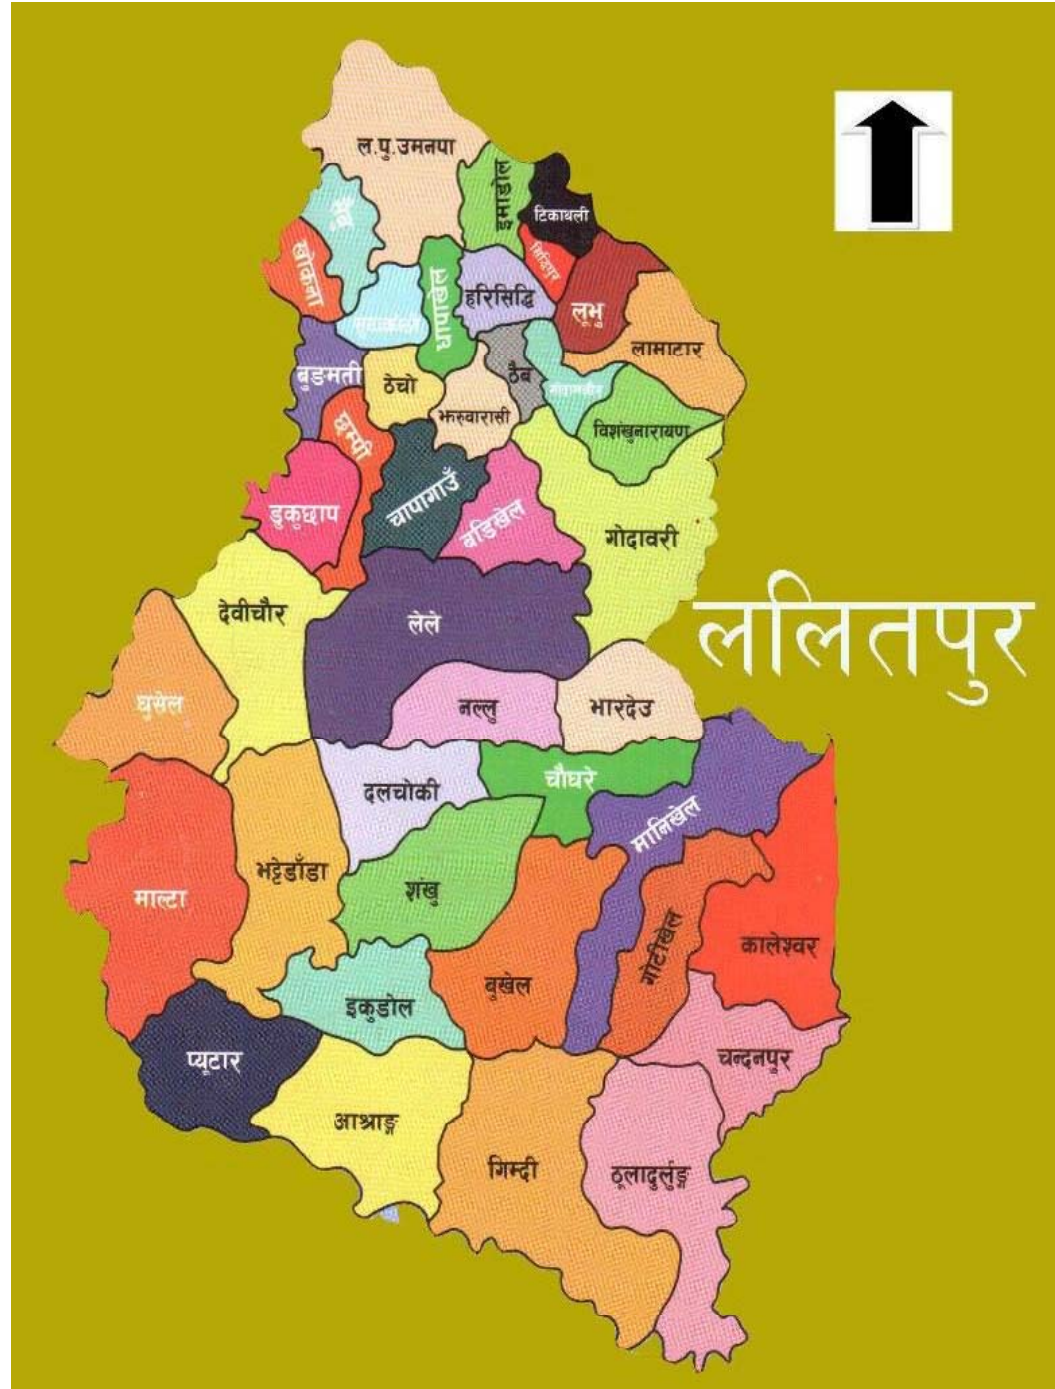 ल.पु.उमनपा
इमाडोल
टिकाथली
सिद्धिपुर
खोकना
धापाखेल
हरिसिद्धि
लूभु
लामाटार
बुङमती
ठेचो
ठैब
झरुवारासी
विशंखुनारायण
छम्पी
चापागाउँ
बडिखेल
डुकुछाप
गोदावरी
देवीचौर
लेले
ललितपुर
घुसेल
नल्लु
भारदेउ
दलचोकी
चौघरे
मानिखेल
भट्टेडाँडा
माल्टा
शंखु
गोटीखेल
कालेश्वर
बुखेल
इकुडोल
प्यूटार
चन्दनपुर
आश्राङ्ग
गिम्दी
ठूलादुर्लुङ्ग